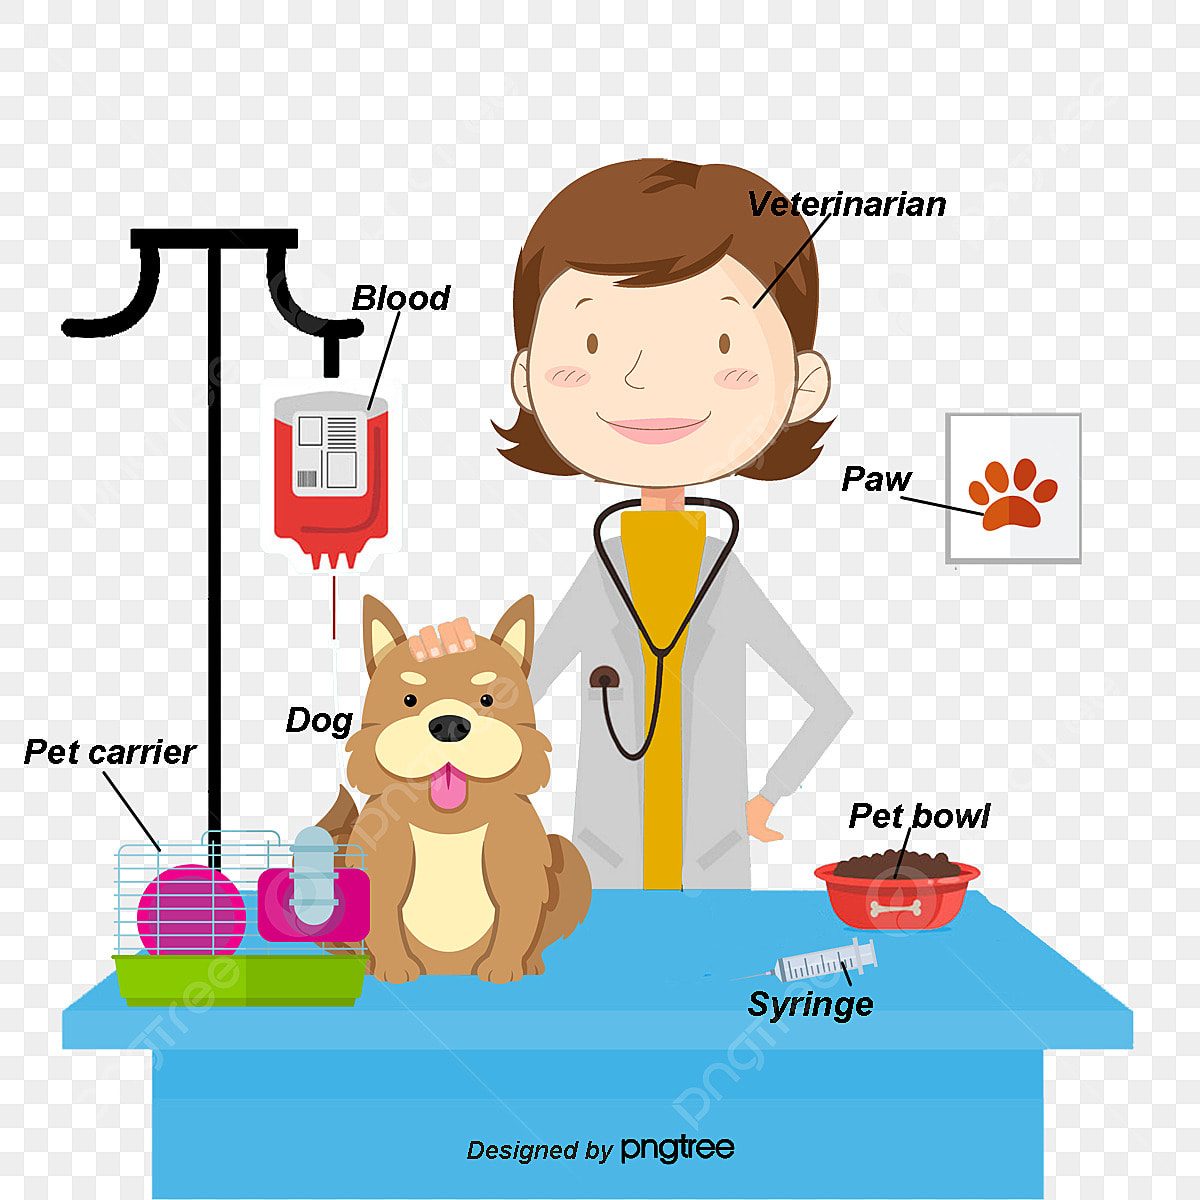 Veterinarian
Blood
Paw
Dog
Pet carrier
Pet bowl
Syringe
Designed by pngtree